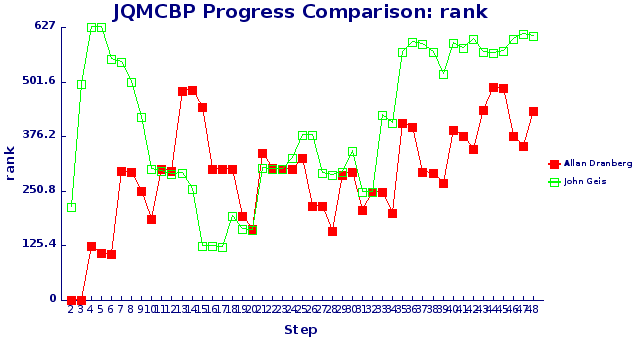 JQMCBP Progress Comparison: rank
627
501.6
376.2
250.8
125.4
0
rank
2 3 4 5 6 7 8 9 10 11 12 13 14 15 16 17 18 19 20 21 22 23 24 25 26 27 28 29 30 31 32 33 34 35 36 37 38 39 40 41 42 43 44 45 46 47 48
Step
Allan Dranberg
John Geis